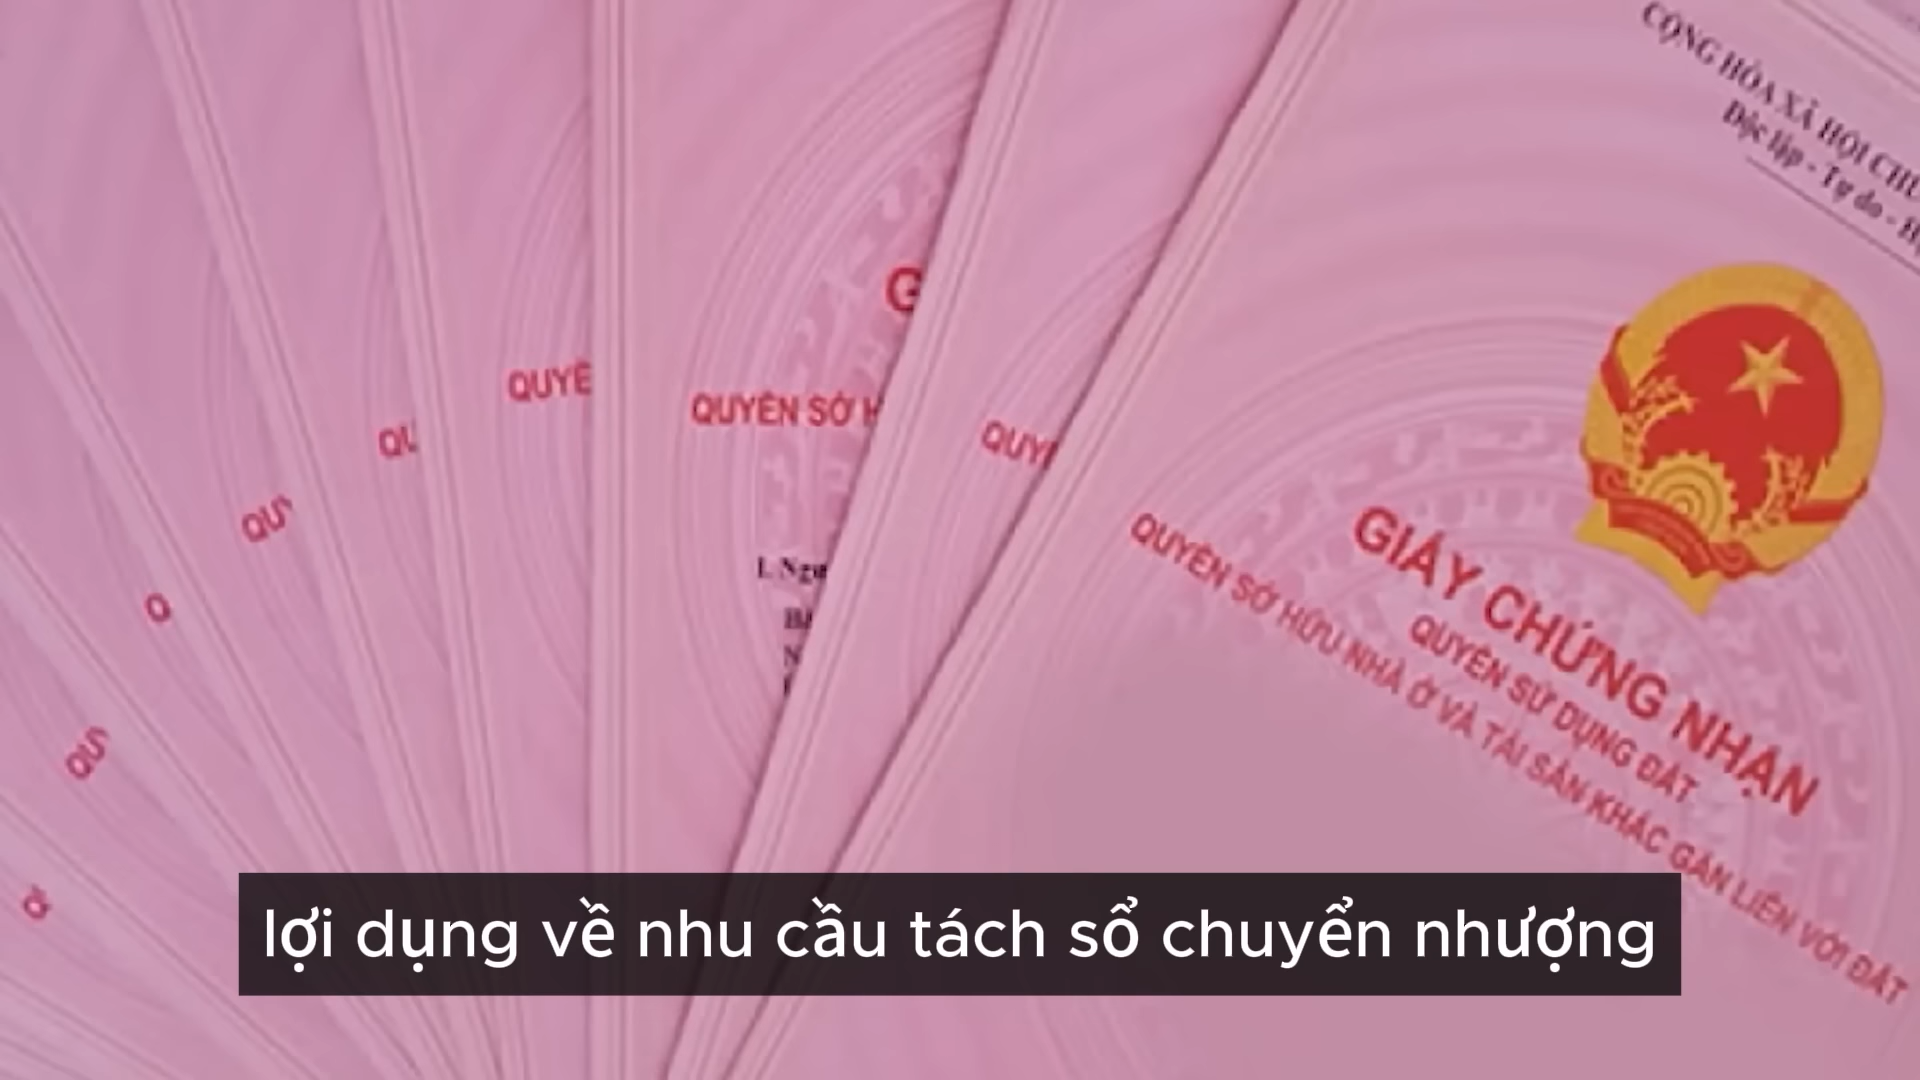 CỘNG HÒA XÃ HỘI CHỦ
Độc lập - Tự do - H
GIẤY CHỨNG NHẬN
QUYỀN SỬ DỤNG ĐẤT
QUYỀN SỞ HỮU NHÀ Ở VÀ TÀI SẢN KHÁC GẮN LIỀN VỚI ĐẤT
G
QUYỀN SỞ H
I. Ngư
QUYỀ
QUY
QU
QUY
Q
QU
lợi dụng về nhu cầu tách sổ chuyển nhượng